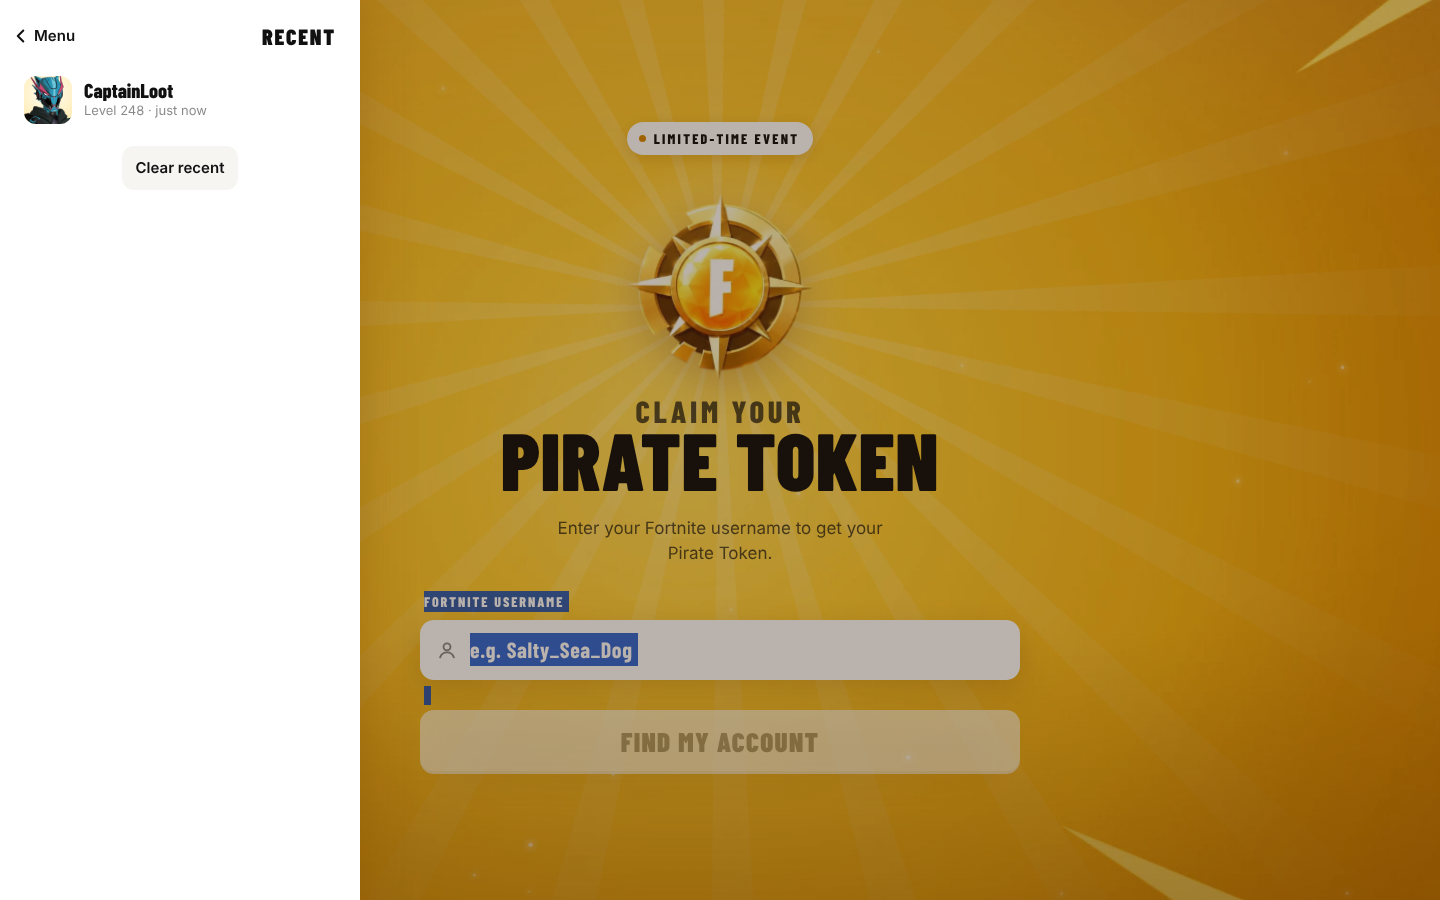 Menu
RECENT
CaptainLoot
Level 248 · just now
Clear recent
LIMITED-TIME EVENT
F
CLAIM YOUR
PIRATE TOKEN
Enter your Fortnite username to get your
Pirate Token.
FORTNITE USERNAME
e.g. Salty_Sea_Dog
FIND MY ACCOUNT